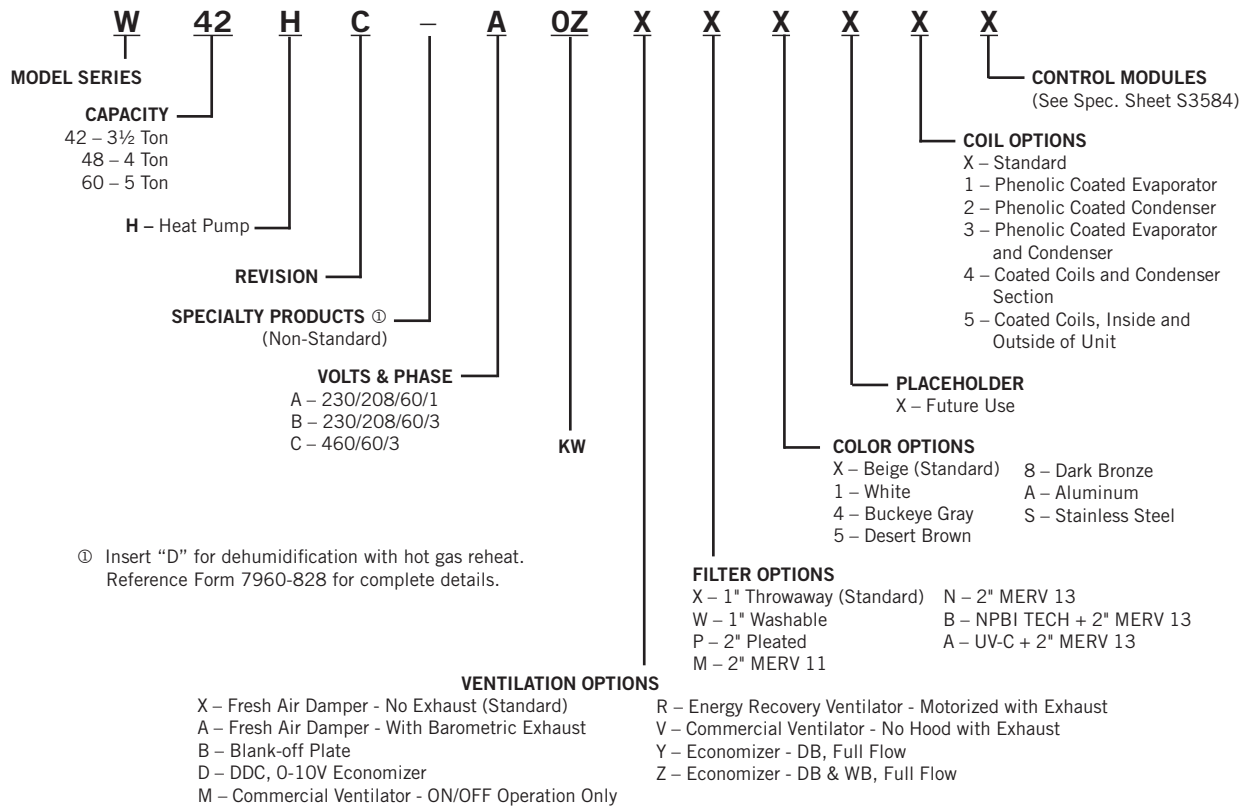 W 42 H C – A 0Z X X X X X X
MODEL SERIES
CAPACITY
42 – 3½ Ton
48 – 4 Ton
60 – 5 Ton
H – Heat Pump
REVISION
SPECIALTY PRODUCTS ①
(Non-Standard)
VOLTS & PHASE
A – 230/208/60/1
B – 230/208/60/3
C – 460/60/3
KW
CONTROL MODULES
(See Spec. Sheet S3584)
COIL OPTIONS
X – Standard
1 – Phenolic Coated Evaporator
2 – Phenolic Coated Condenser
3 – Phenolic Coated Evaporator
and Condenser
4 – Coated Coils and Condenser
Section
5 – Coated Coils, Inside and
Outside of Unit
PLACEHOLDER
X – Future Use
COLOR OPTIONS
X – Beige (Standard)
1 – White
4 – Buckeye Gray
5 – Desert Brown
8 – Dark Bronze
A – Aluminum
S – Stainless Steel
① Insert “D” for dehumidification with hot gas reheat.
Reference Form 7960-828 for complete details.
FILTER OPTIONS
X – 1" Throwaway (Standard)
W – 1" Washable
P – 2" Pleated
M – 2" MERV 11
N – 2" MERV 13
B – NPBI TECH + 2" MERV 13
A – UV-C + 2" MERV 13
VENTILATION OPTIONS
X – Fresh Air Damper - No Exhaust (Standard)
A – Fresh Air Damper - With Barometric Exhaust
B – Blank-off Plate
D – DDC, 0-10V Economizer
M – Commercial Ventilator - ON/OFF Operation Only
R – Energy Recovery Ventilator - Motorized with Exhaust
V – Commercial Ventilator - No Hood with Exhaust
Y – Economizer - DB, Full Flow
Z – Economizer - DB & WB, Full Flow